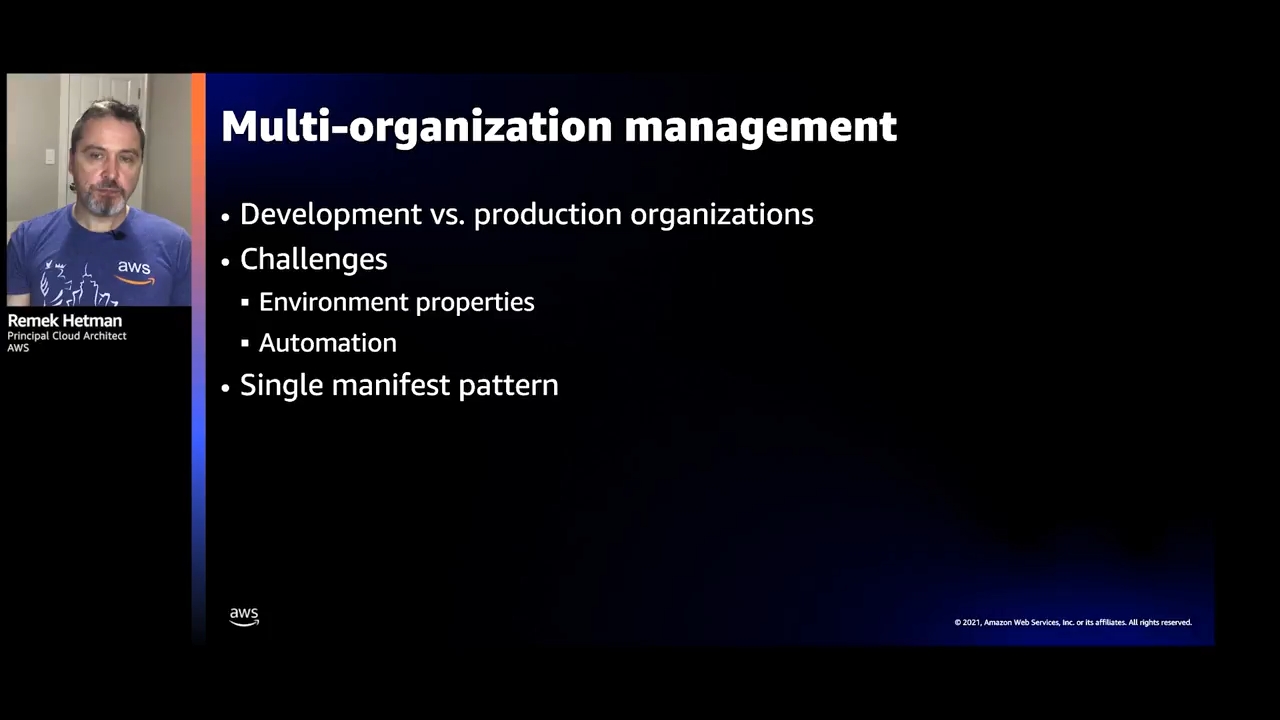 Multi-organization management
• Development vs. production organizations
• Challenges
▪ Environment properties
▪ Automation
• Single manifest pattern
aws
Remek Hetman
Principal Cloud Architect
AWS
aws
© 2021, Amazon Web Services, Inc. or its affiliates. All rights reserved.